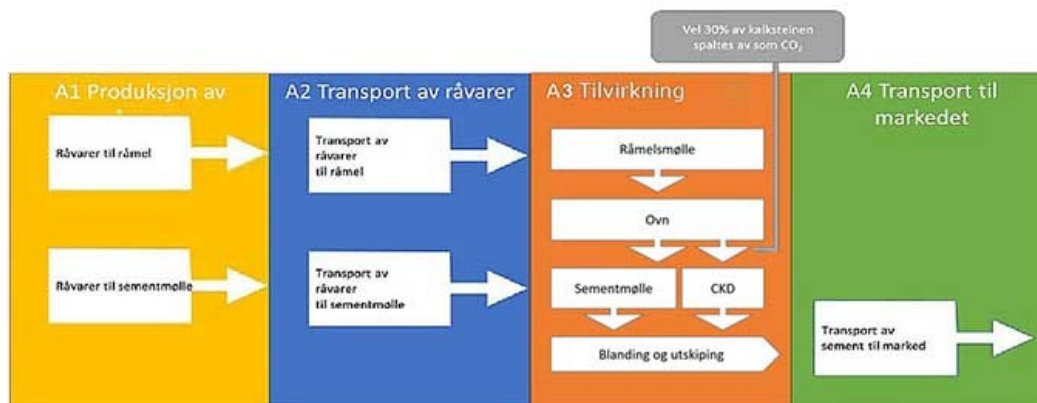 Vel 30% av kalksteinen
spaltes av som CO₂
A1 Produksjon av
Råvarer til råmel
Råvarer til sementmølle
A2 Transport av råvarer
Transport av
råvarer
til råmel
Transport av
råvarer
til sementmølle
A3 Tilvirkning
Råmelsmølle
Ovn
Sementmølle
CKD
Blanding og utskiping
A4 Transport til
markedet
Transport av
sement til marked